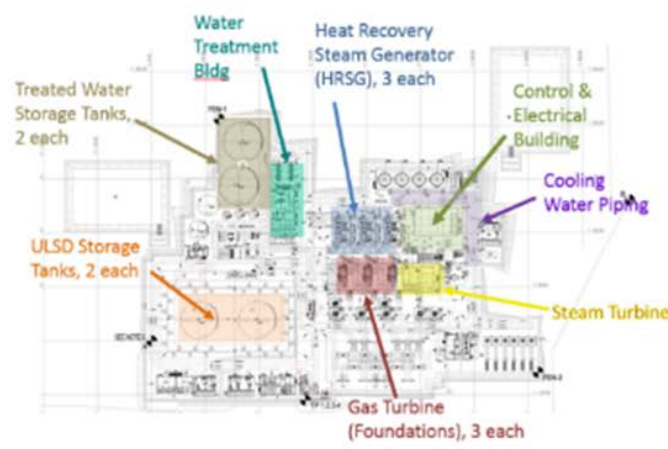 Water
Treatment
Bldg
Heat Recovery
Steam Generator
(HRSG), 3 each
Treated Water
Storage Tanks,
2 each
Control &
Electrical
Building
Cooling
Water Piping
ULSD Storage
Tanks, 2 each
Steam Turbine
Gas Turbine
(Foundations), 3 each